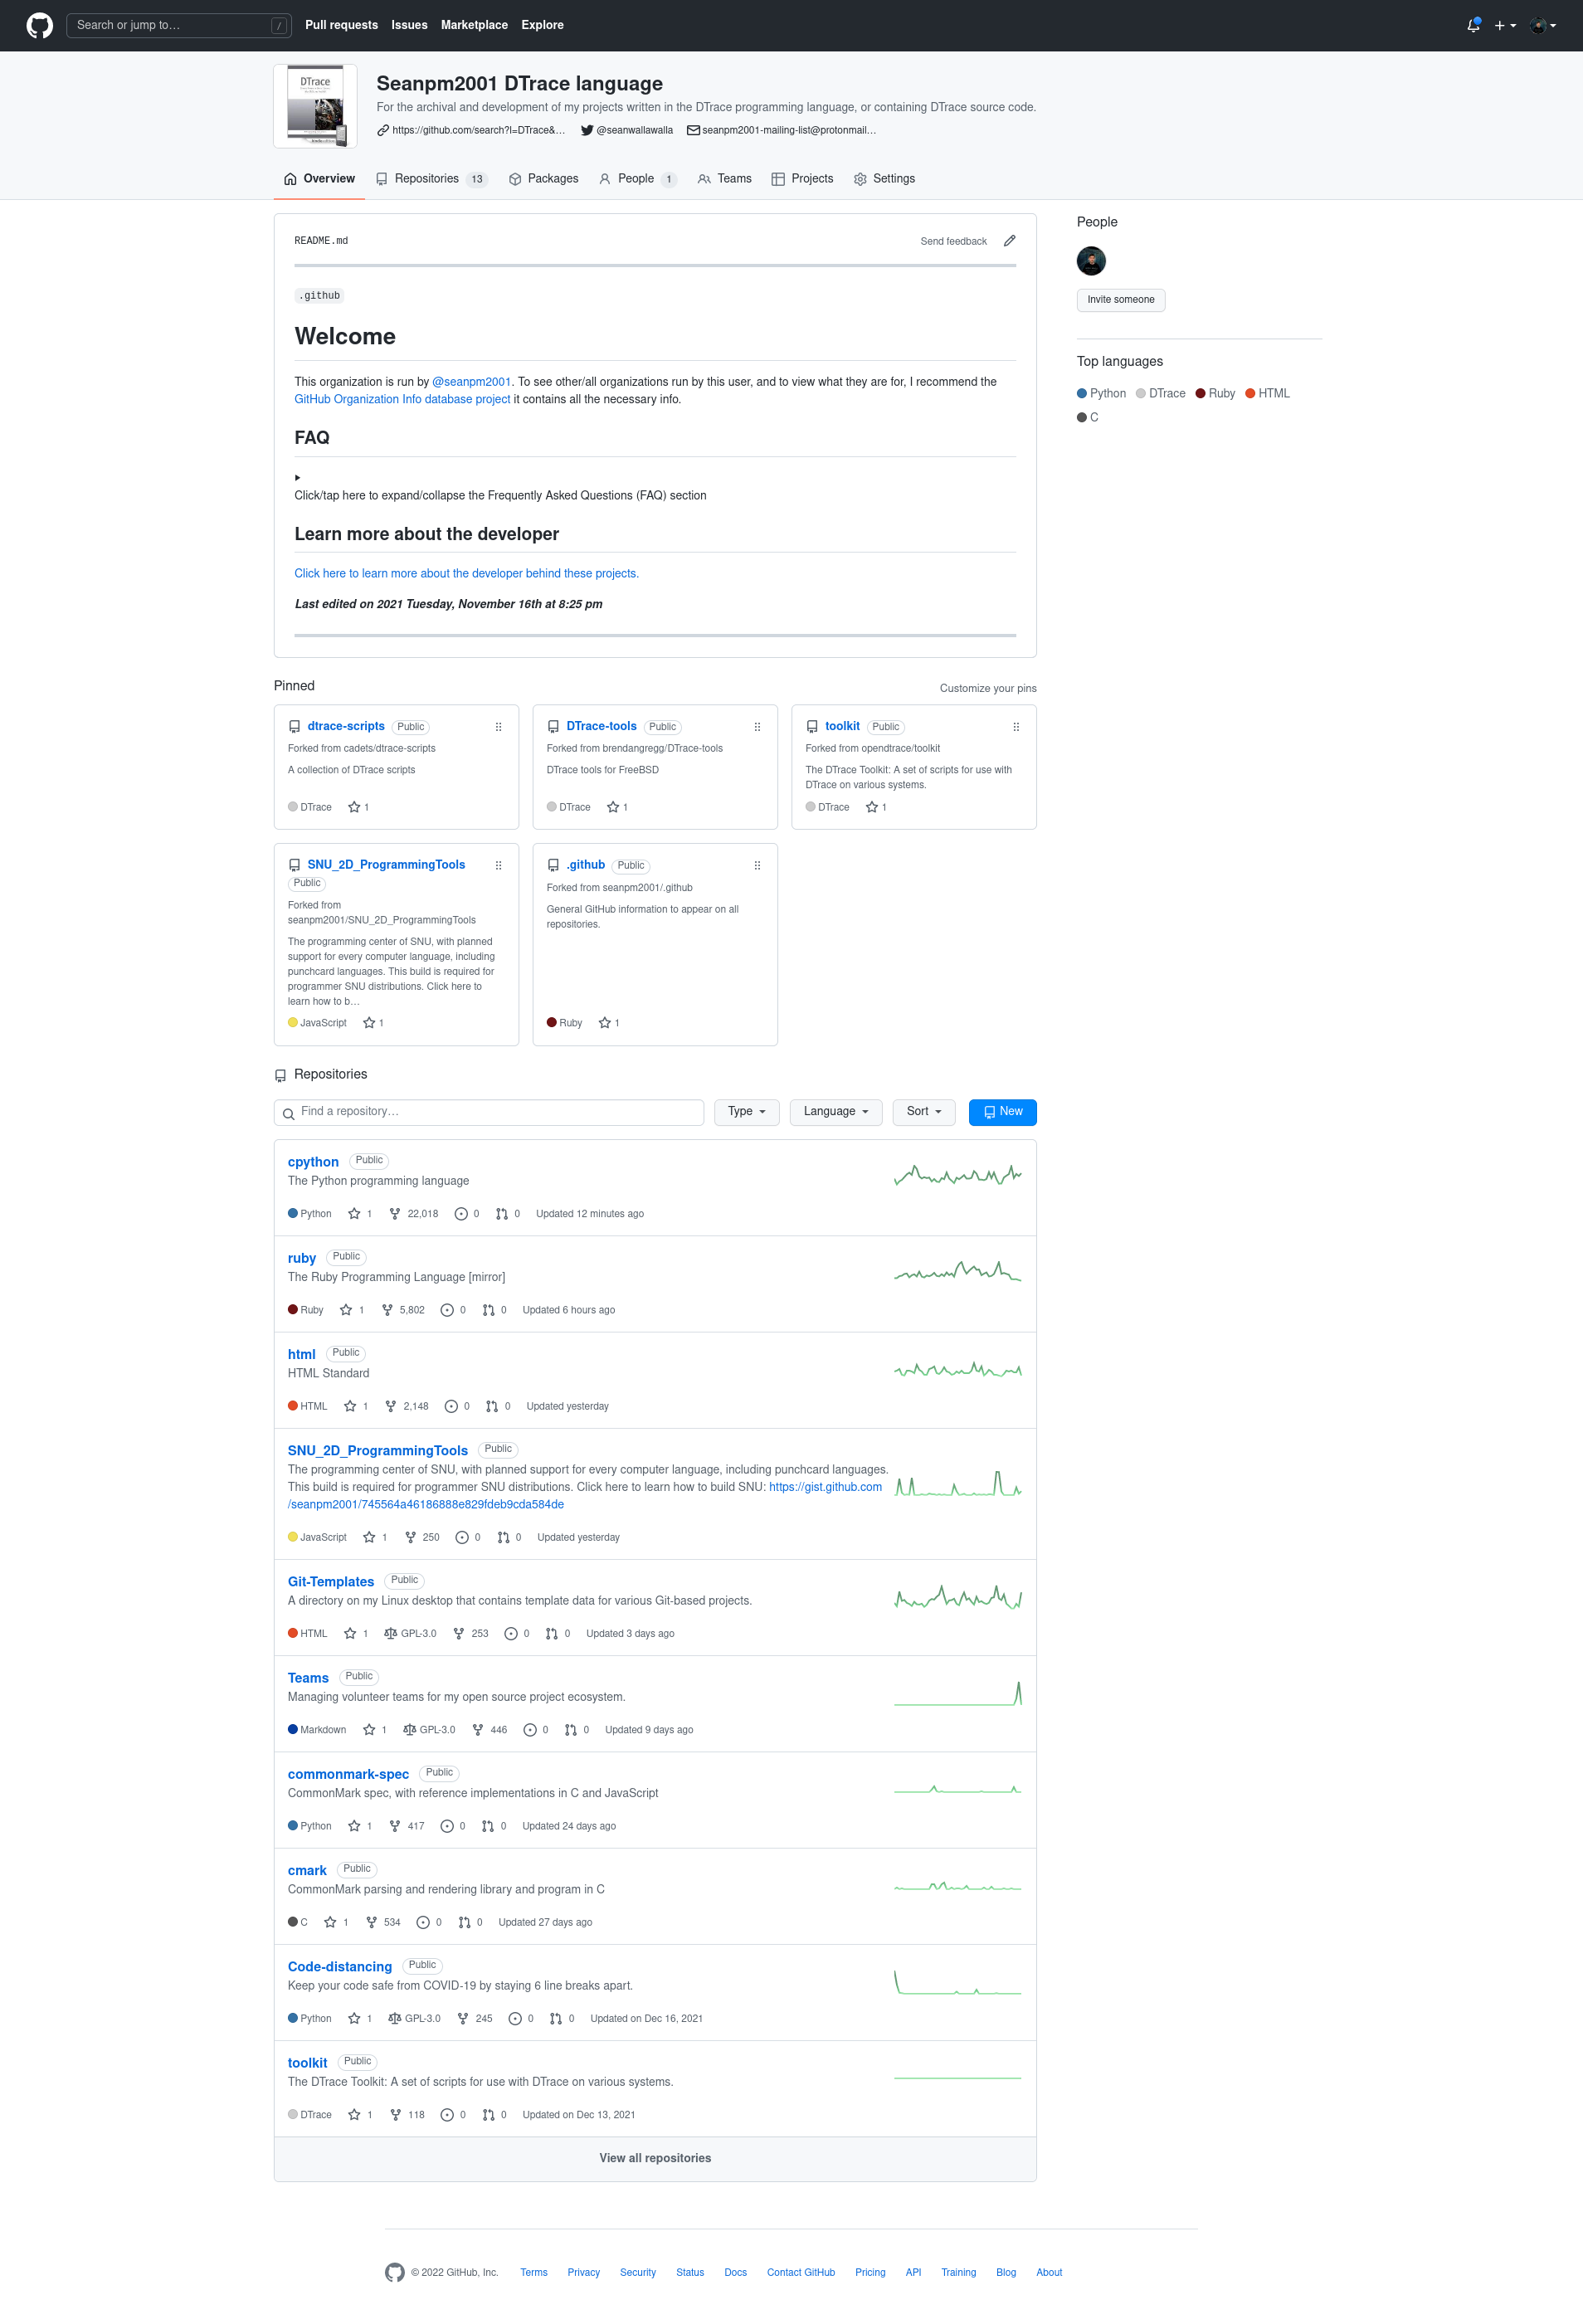 Search or jump to…
/
Pull requests
Issues
Marketplace
Explore
DTrace
Seanpm2001 DTrace language
For the archival and development of my projects written in the DTrace programming language, or containing DTrace source code.
https://github.com/search?l=DTrace&…
@seanwallawalla
seanpm2001-mailing-list@protonmail…
Overview
Repositories 13
Packages
People 1
Teams
Projects
Settings
README.md
Send feedback
.github
Welcome
This organization is run by @seanpm2001. To see other/all organizations run by this user, and to view what they are for, I recommend the
GitHub Organization Info database project it contains all the necessary info.
FAQ
Click/tap here to expand/collapse the Frequently Asked Questions (FAQ) section
Learn more about the developer
Click here to learn more about the developer behind these projects.
Last edited on 2021 Tuesday, November 16th at 8:25 pm
People
Invite someone
Top languages
Python DTrace Ruby HTML
C
Pinned
Customize your pins
dtrace-scripts Public
Forked from cadets/dtrace-scripts
A collection of DTrace scripts
DTrace 1
DTrace-tools Public
Forked from brendangregg/DTrace-tools
DTrace tools for FreeBSD
DTrace 1
toolkit Public
Forked from opendtrace/toolkit
The DTrace Toolkit: A set of scripts for use with
DTrace on various systems.
DTrace 1
SNU_2D_ProgrammingTools
Public
Forked from
seanpm2001/SNU_2D_ProgrammingTools
The programming center of SNU, with planned
support for every computer language, including
punchcard languages. This build is required for
programmer SNU distributions. Click here to
learn how to b…
JavaScript 1
.github Public
Forked from seanpm2001/.github
General GitHub information to appear on all
repositories.
Ruby 1
Repositories
Find a repository…
Type
Language
Sort
New
cpython Public
The Python programming language
Python 1 22,018 0 0 Updated 12 minutes ago
ruby Public
The Ruby Programming Language [mirror]
Ruby 1 5,802 0 0 Updated 6 hours ago
html Public
HTML Standard
HTML 1 2,148 0 0 Updated yesterday
SNU_2D_ProgrammingTools Public
The programming center of SNU, with planned support for every computer language, including punchcard languages.
This build is required for programmer SNU distributions. Click here to learn how to build SNU: https://gist.github.com
/seanpm2001/745564a46186888e829fdeb9cda584de
JavaScript 1 250 0 0 Updated yesterday
Git-Templates Public
A directory on my Linux desktop that contains template data for various Git-based projects.
HTML 1 GPL-3.0 253 0 0 Updated 3 days ago
Teams Public
Managing volunteer teams for my open source project ecosystem.
Markdown 1 GPL-3.0 446 0 0 Updated 9 days ago
commonmark-spec Public
CommonMark spec, with reference implementations in C and JavaScript
Python 1 417 0 0 Updated 24 days ago
cmark Public
CommonMark parsing and rendering library and program in C
C 1 534 0 0 Updated 27 days ago
Code-distancing Public
Keep your code safe from COVID-19 by staying 6 line breaks apart.
Python 1 GPL-3.0 245 0 0 Updated on Dec 16, 2021
toolkit Public
The DTrace Toolkit: A set of scripts for use with DTrace on various systems.
DTrace 1 118 0 0 Updated on Dec 13, 2021
View all repositories
© 2022 GitHub, Inc.
Terms
Privacy
Security
Status
Docs
Contact GitHub
Pricing
API
Training
Blog
About